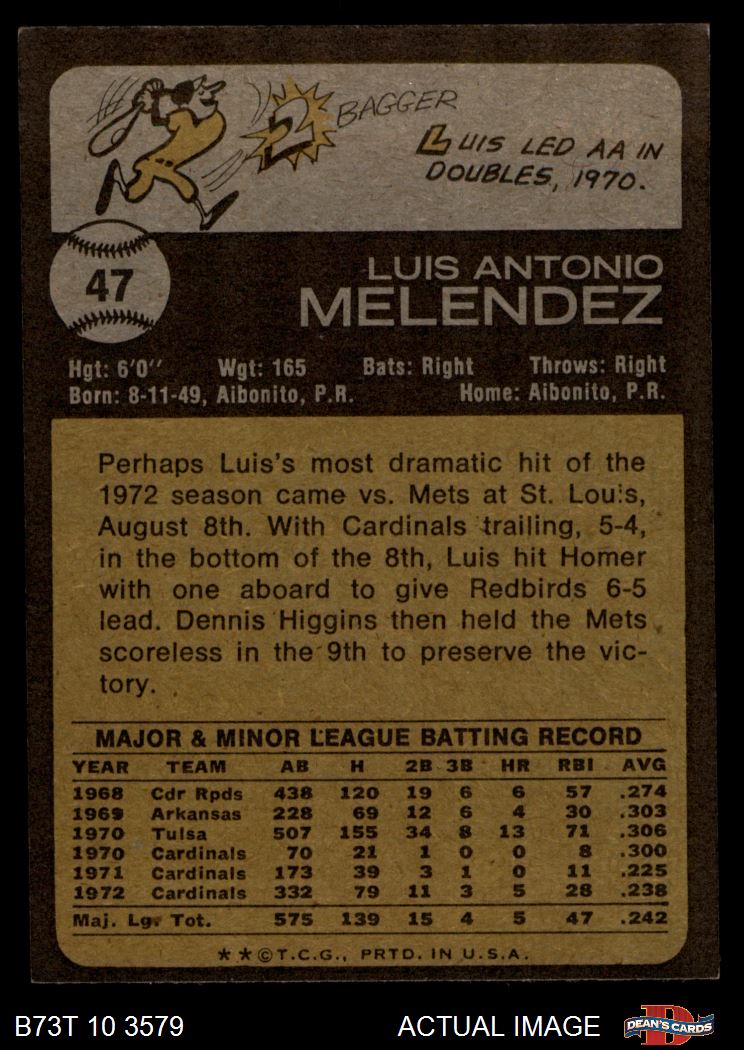 2 BAGGER
LUIS LED AA IN
DOUBLES, 1970.
47
LUIS ANTONIO
MELENDEZ
Hgt: 6'0'' Wgt: 165 Bats: Right Throws: Right
Born: 8-11-49, Aibonito, P.R. Home: Aibonito, P.R.
Perhaps Luis's most dramatic hit of the
1972 season came vs. Mets at St. Louis,
August 8th. With Cardinals trailing, 5-4,
in the bottom of the 8th, Luis hit Homer
with one aboard to give Redbirds 6-5
lead. Dennis Higgins then held the Mets
scoreless in the 9th to preserve the vic-
tory.
MAJOR & MINOR LEAGUE BATTING RECORD
YEAR TEAM AB H 2B 3B HR RBI AVG
1968 Cdr Rpds 438 120 19 6 6 57 .274
1969 Arkansas 228 69 12 6 4 30 .303
1970 Tulsa 507 155 34 8 13 71 .306
1970 Cardinals 70 21 1 0 0 8 .300
1971 Cardinals 173 39 3 1 0 11 .225
1972 Cardinals 332 79 11 3 5 28 .238
Maj. Lg. Tot. 575 139 15 4 5 47 .242
**©T.C.G., PRTD. IN U.S.A.
B73T 10 3579 ACTUAL IMAGE D DEAN'S CARDS